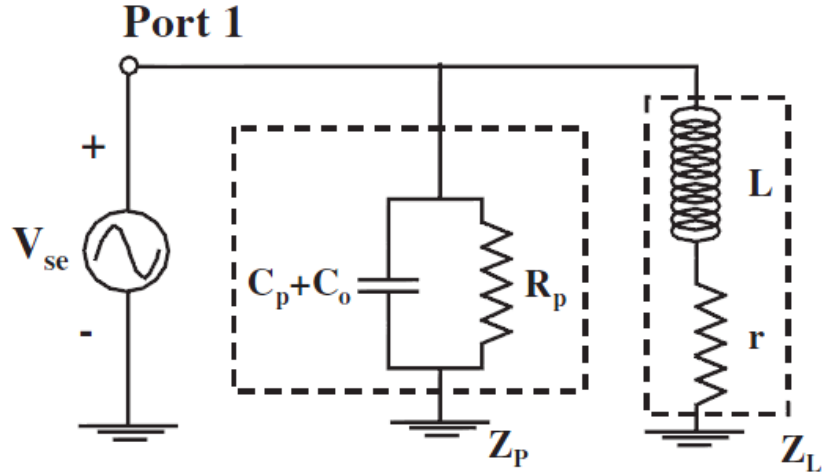 Port 1
+
V_se
-
C_p+C_o
R_p
Z_P
L
r
Z_L